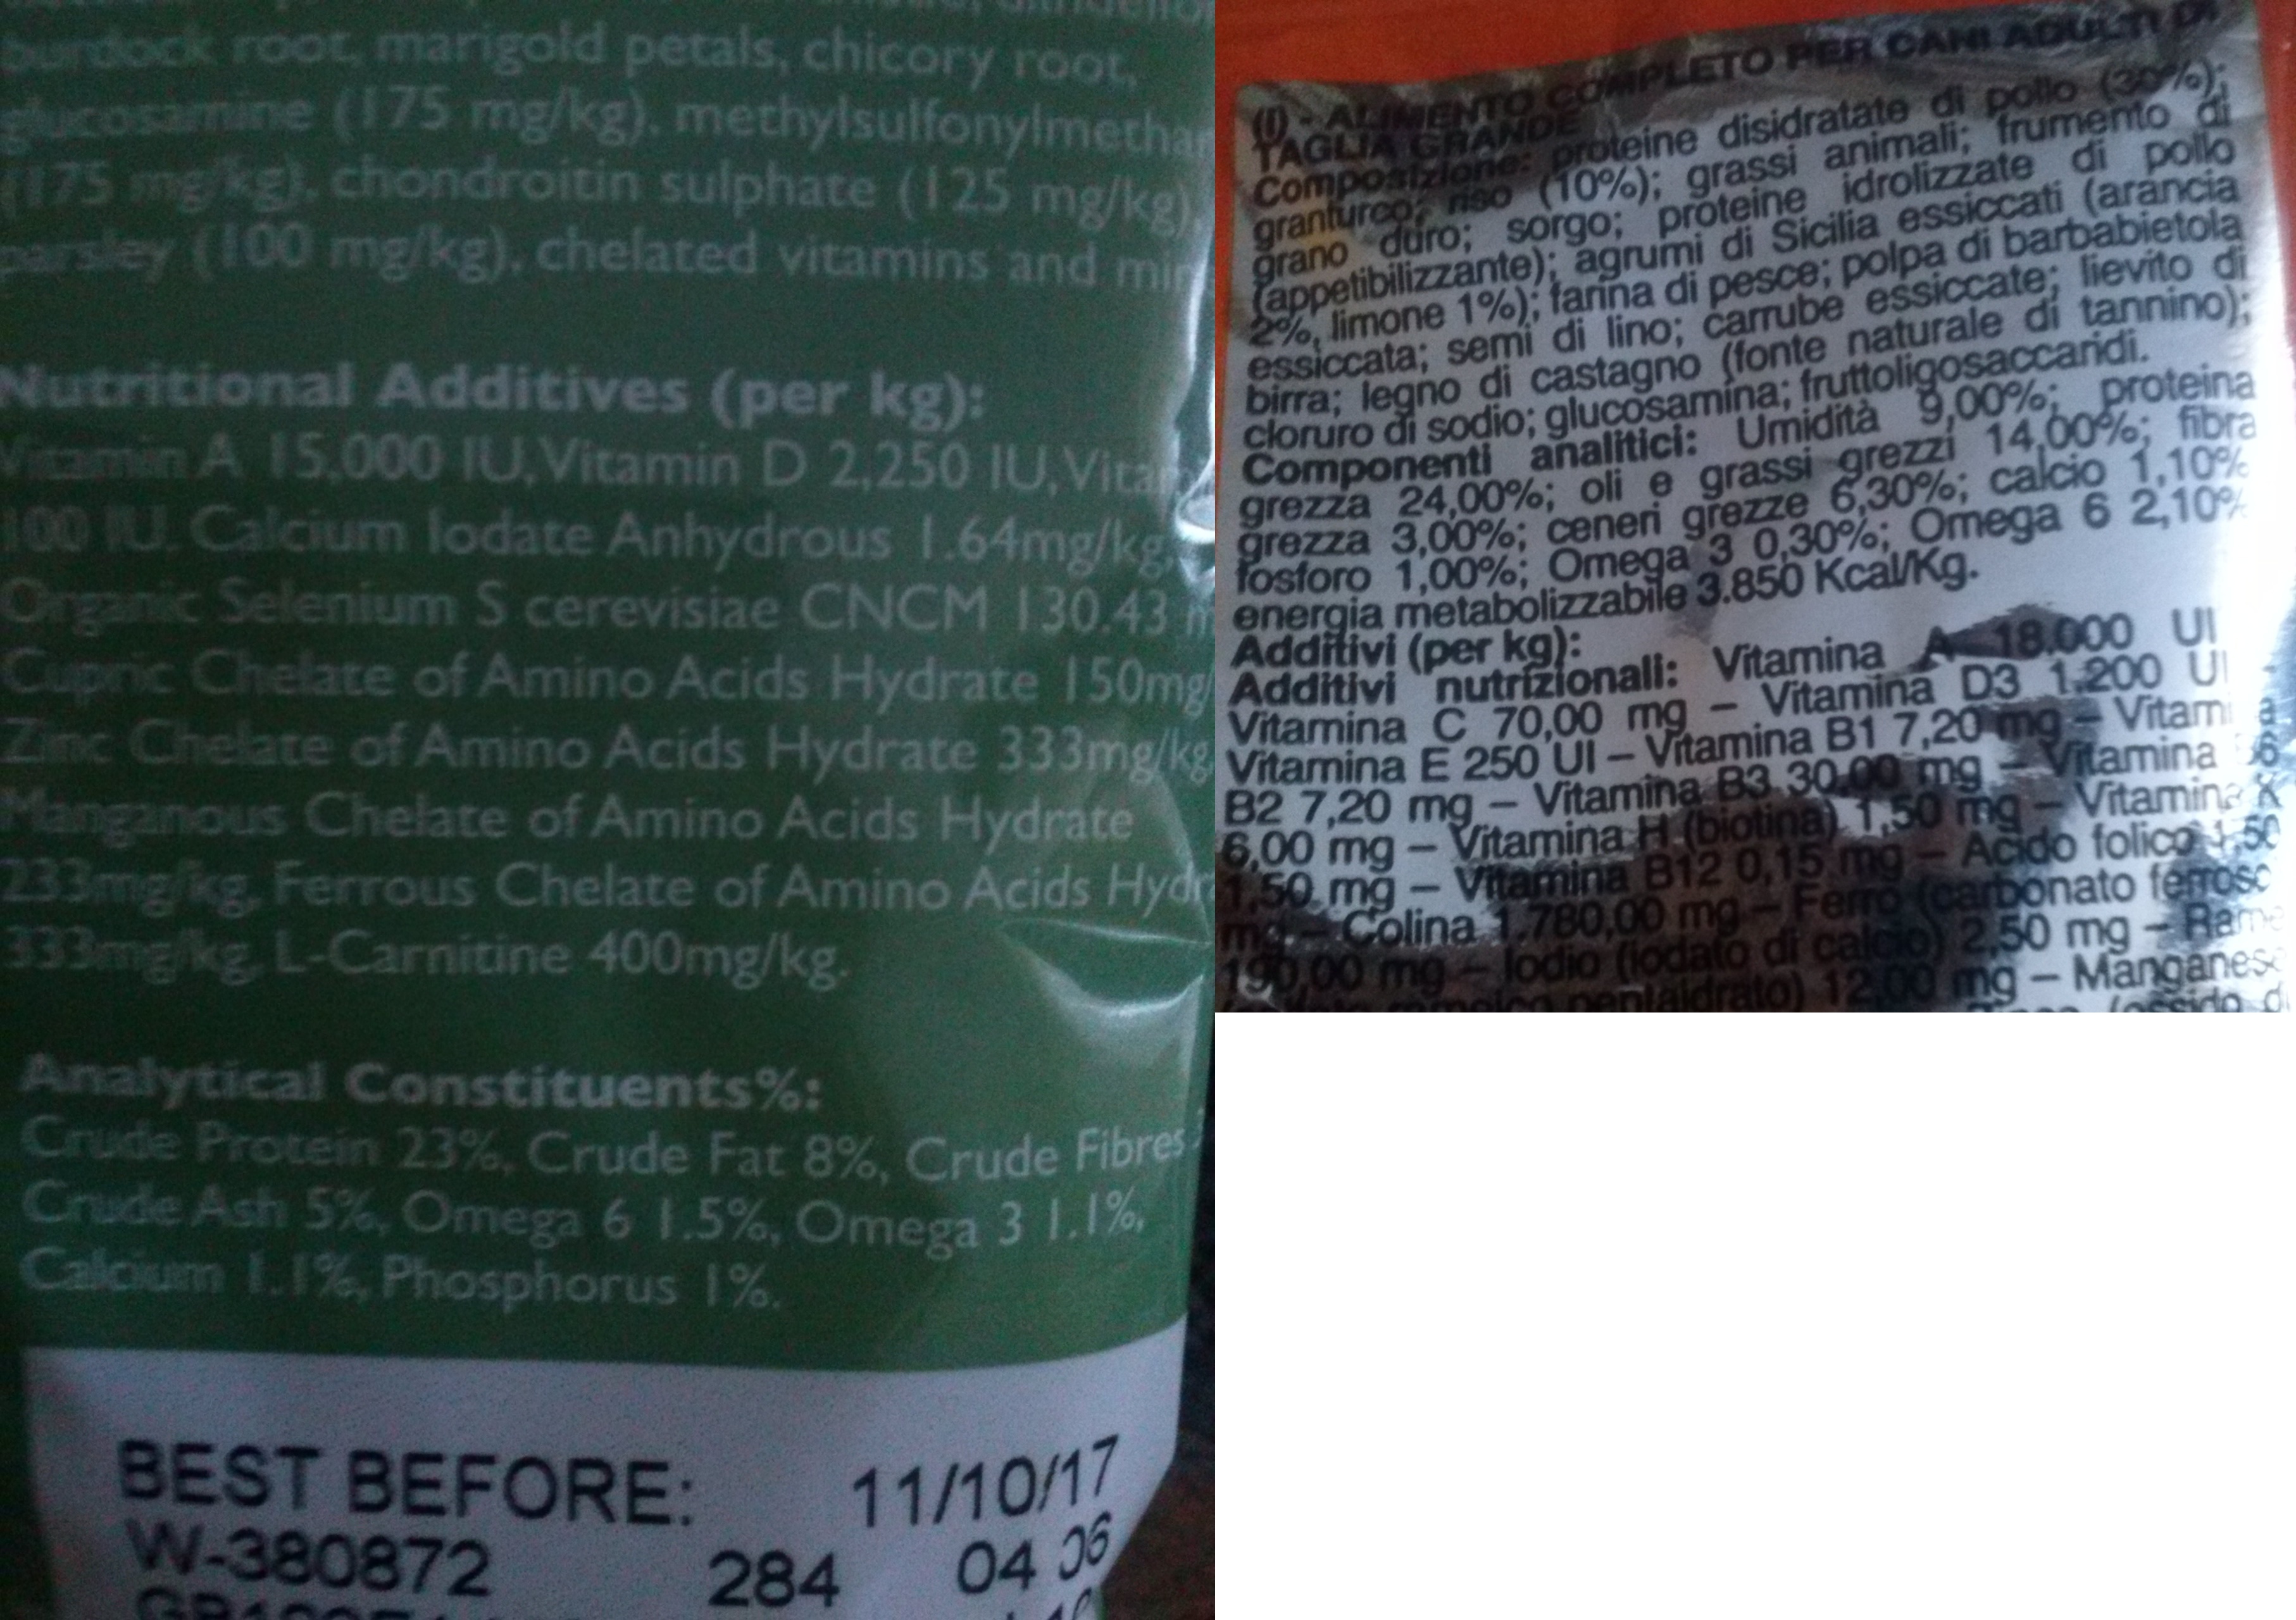 burdock root, marigold petals, chicory root,
glucosamine (175 mg/kg), methylsulfonylmethan
(175 mg/kg), chondroitin sulphate (125 mg/kg),
parsley (100 mg/kg), chelated vitamins and min
Nutritional Additives (per kg):
Vitamin A 15,000 IU, Vitamin D 2,250 IU, Vita
100 IU, Calcium Iodate Anhydrous 1.64mg/kg,
Organic Selenium S cerevisiae CNCM 130.43 m
Cupric Chelate of Amino Acids Hydrate 150mg
Zinc Chelate of Amino Acids Hydrate 333mg/kg
Manganous Chelate of Amino Acids Hydrate
233mg/kg, Ferrous Chelate of Amino Acids Hydr
333mg/kg, L-Carnitine 400mg/kg.
Analytical Constituents%:
Crude Protein 23%, Crude Fat 8%, Crude Fibres
Crude Ash 5%, Omega 6 1.5%, Omega 3 1.1%,
Calcium 1.1%, Phosphorus 1%.
BEST BEFORE: 11/10/17
W-380872 284 04 06
(I) - ALIMENTO COMPLETO PER CANI ADULTI DI
TAGLIA GRANDE
Composizione: proteine disidratate di pollo (30%);
granturco; riso (10%); grassi animali; frumento di
grano duro; sorgo; proteine idrolizzate di pollo
(appetibilizzante); agrumi di Sicilia essiccati (arancia
2%, limone 1%); farina di pesce; polpa di barbabietola
essiccata; semi di lino; carrube essiccate; lievito di
birra; legno di castagno (fonte naturale di tannino);
cloruro di sodio; glucosamina; fruttoligosaccaridi.
Componenti analitici: Umidità 9,00%; proteina
grezza 24,00%; oli e grassi grezzi 14,00%; fibra
grezza 3,00%; ceneri grezze 6,30%; calcio 1,10%
fosforo 1,00%; Omega 3 0,30%; Omega 6 2,10%
energia metabolizzabile 3.850 Kcal/Kg.
Additivi (per kg):
Additivi nutrizionali: Vitamina A 18.000 UI
Vitamina C 70,00 mg – Vitamina D3 1.200 UI
Vitamina E 250 UI – Vitamina B1 7,20 mg – Vitamina
B2 7,20 mg – Vitamina B3 30,00 mg – Vitamina B6
6,00 mg – Vitamina H (biotina) 1,50 mg – Vitamina K
1,50 mg – Vitamina B12 0,15 mg – Acido folico 1,50
mg – Colina 1.780,00 mg – Ferro (carbonato ferroso
190,00 mg – Iodio (iodato di calcio) 2,50 mg – Rame
pentaidrato) 12,00 mg – Manganese
(ossido di